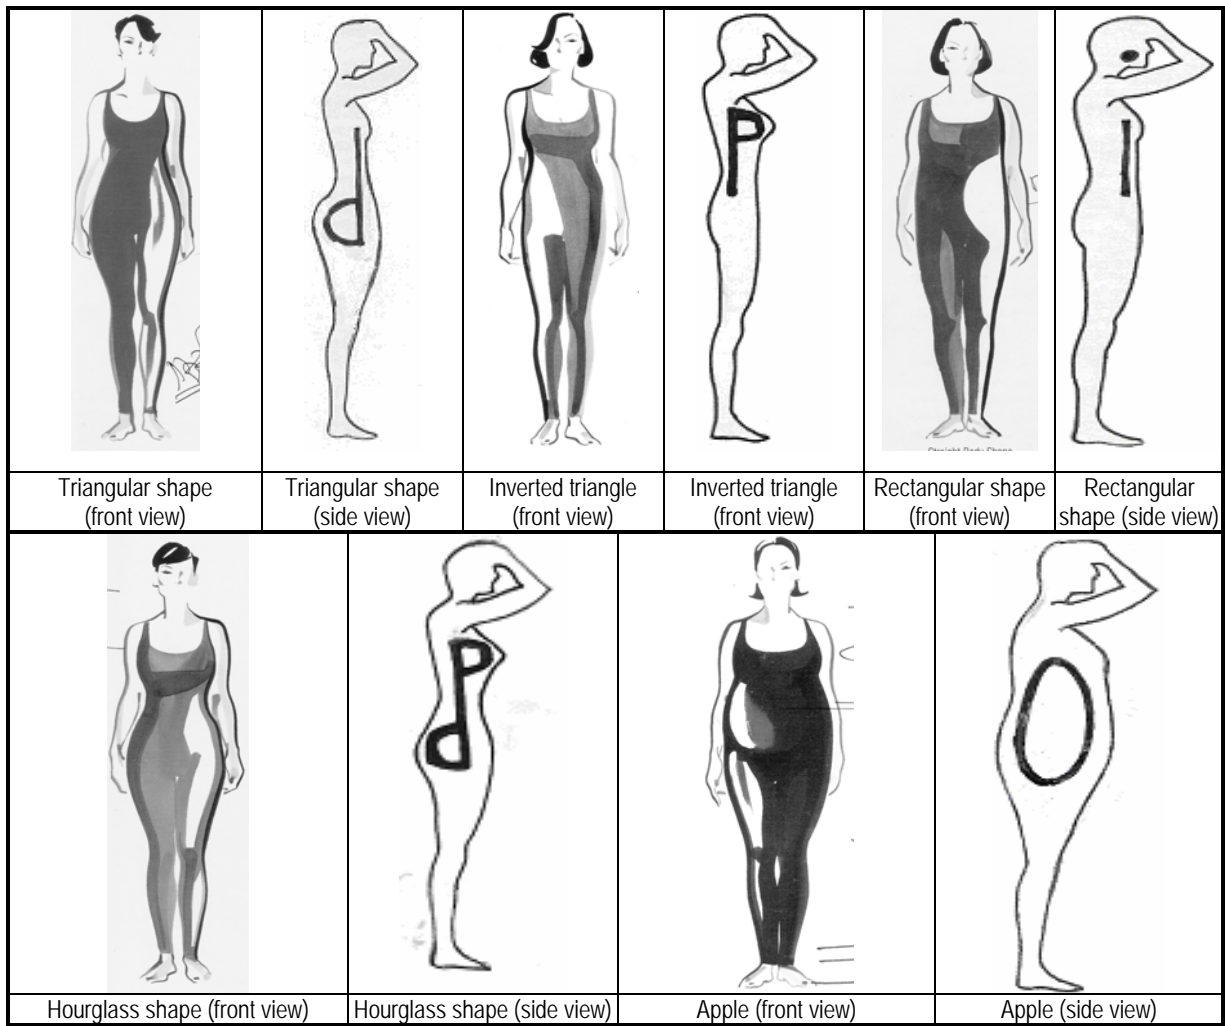 Triangular shape
(front view)
Triangular shape
(side view)
Inverted triangle
(front view)
Inverted triangle
(front view)
Rectangular shape
(front view)
Rectangular
shape (side view)
Hourglass shape (front view)
Hourglass shape (side view)
Apple (front view)
Apple (side view)